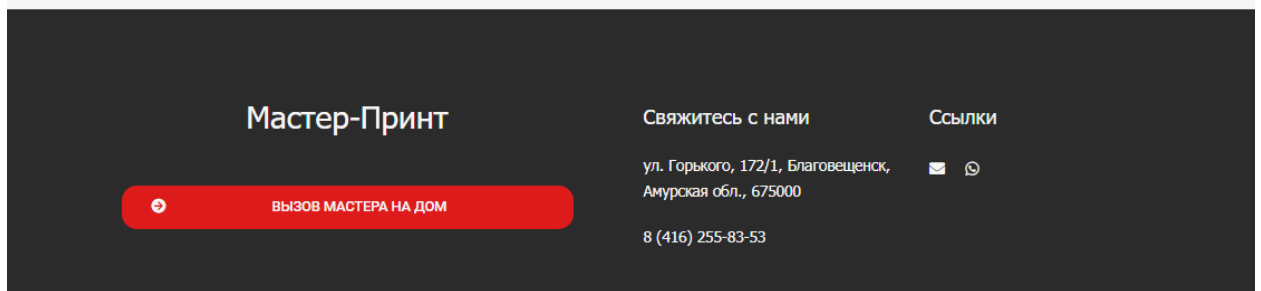 Мастер-Принт
ВЫЗОВ МАСТЕРА НА ДОМ
Свяжитесь с нами
ул. Горького, 172/1, Благовещенск,
Амурская обл., 675000
8 (416) 255-83-53
Ссылки